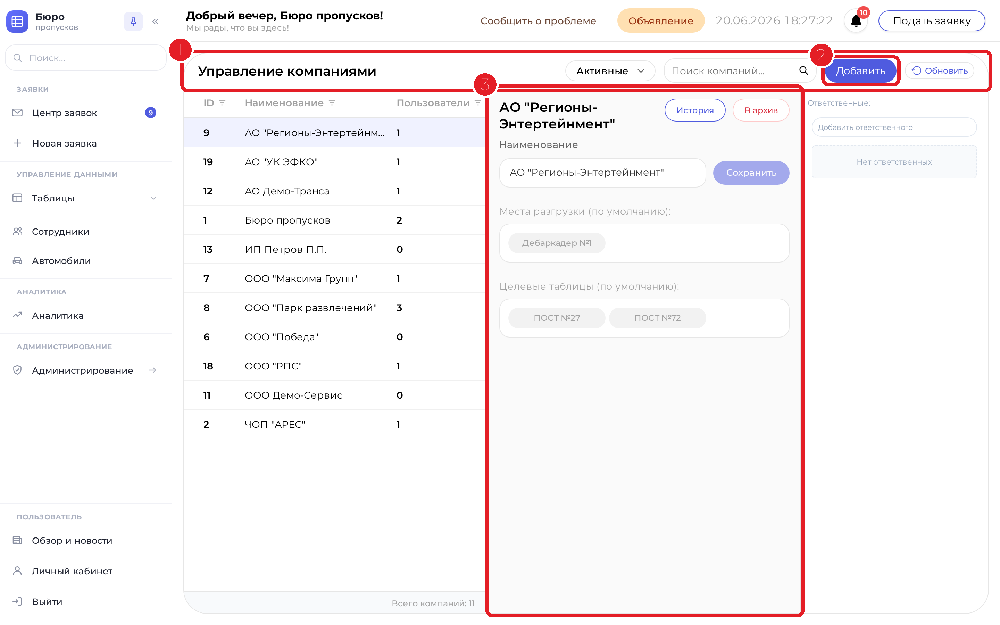 Бюро
пропусков
Поиск...
ЗАЯВКИ
Центр заявок 9
Новая заявка
УПРАВЛЕНИЕ ДАННЫМИ
Таблицы
Сотрудники
Автомобили
АНАЛИТИКА
Аналитика
АДМИНИСТРИРОВАНИЕ
Администрирование
ПОЛЬЗОВАТЕЛЬ
Обзор и новости
Личный кабинет
Выйти
Добрый вечер, Бюро пропусков!
Мы рады, что вы здесь!
Сообщить о проблеме
Объявление
20.06.2026 18:27:22
10
Подать заявку
1
Управление компаниями
Активные
Поиск компаний...
2
Добавить
Обновить
ID Наименование Пользователи
9 АО "Регионы-Энтертейнм... 1
19 АО "УК ЭФКО" 1
12 АО Демо-Транса 1
1 Бюро пропусков 2
13 ИП Петров П.П. 0
7 ООО "Максима Групп" 1
8 ООО "Парк развлечений" 3
6 ООО "Победа" 0
18 ООО "РПС" 1
11 ООО Демо-Сервис 0
2 ЧОП "АРЕС" 1
Всего компаний: 11
3
АО "Регионы-
Энтертейнмент"
История
В архив
Наименование
АО "Регионы-Энтертейнмент"
Сохранить
Места разгрузки (по умолчанию):
Дебаркадер №1
Целевые таблицы (по умолчанию):
ПОСТ №27 ПОСТ №72
Ответственные:
Добавить ответственного
Нет ответственных